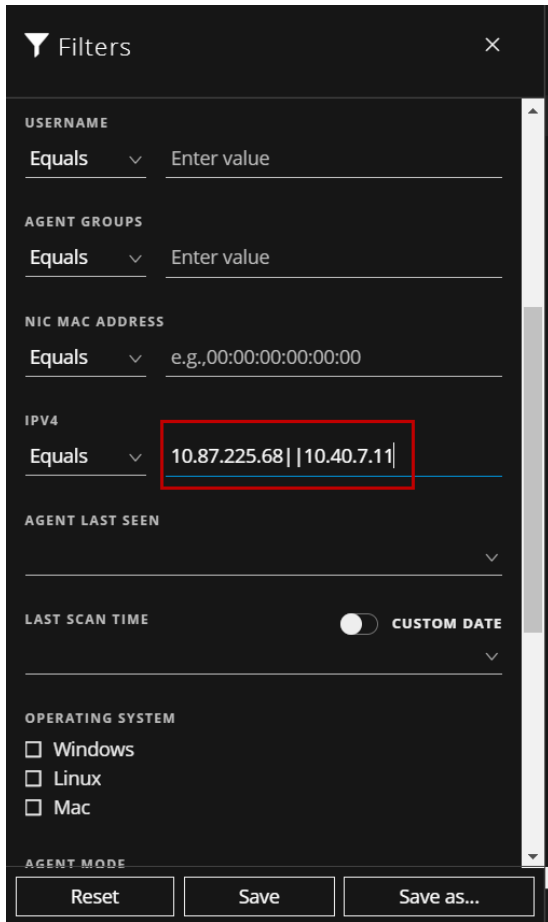 Filters
USERNAME
Equals Enter value
AGENT GROUPS
Equals Enter value
NIC MAC ADDRESS
Equals e.g.,00:00:00:00:00:00
IPV4
Equals 10.87.225.68||10.40.7.11
AGENT LAST SEEN
LAST SCAN TIME CUSTOM DATE
OPERATING SYSTEM
Windows
Linux
Mac
AGENT MODE
Reset Save Save as...